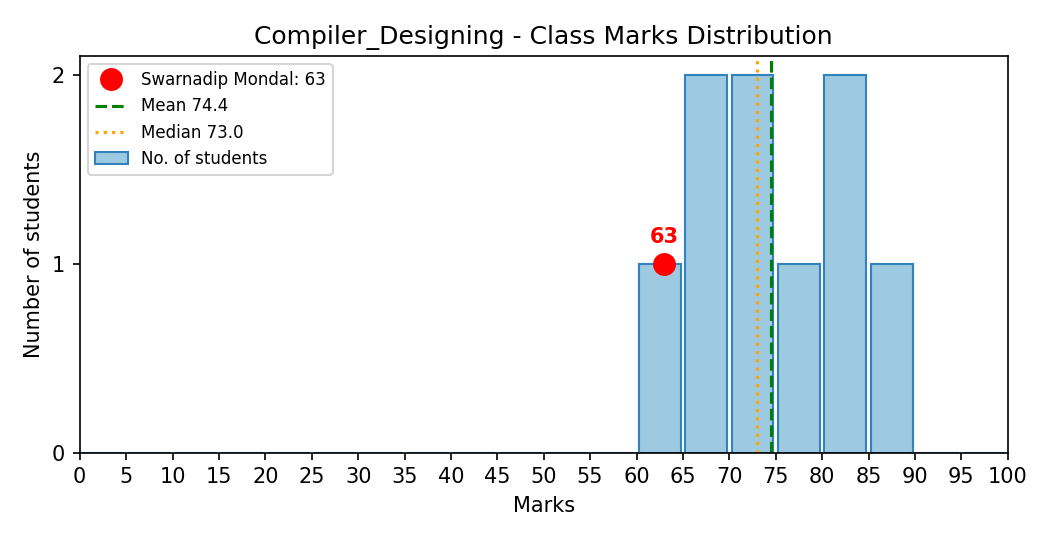 Compiler_Designing - Class Marks Distribution
Swarnadip Mondal: 63
Mean 74.4
Median 73.0
No. of students
63
Number of students
2
1
0
0 5 10 15 20 25 30 35 40 45 50 55 60 65 70 75 80 85 90 95 100
Marks